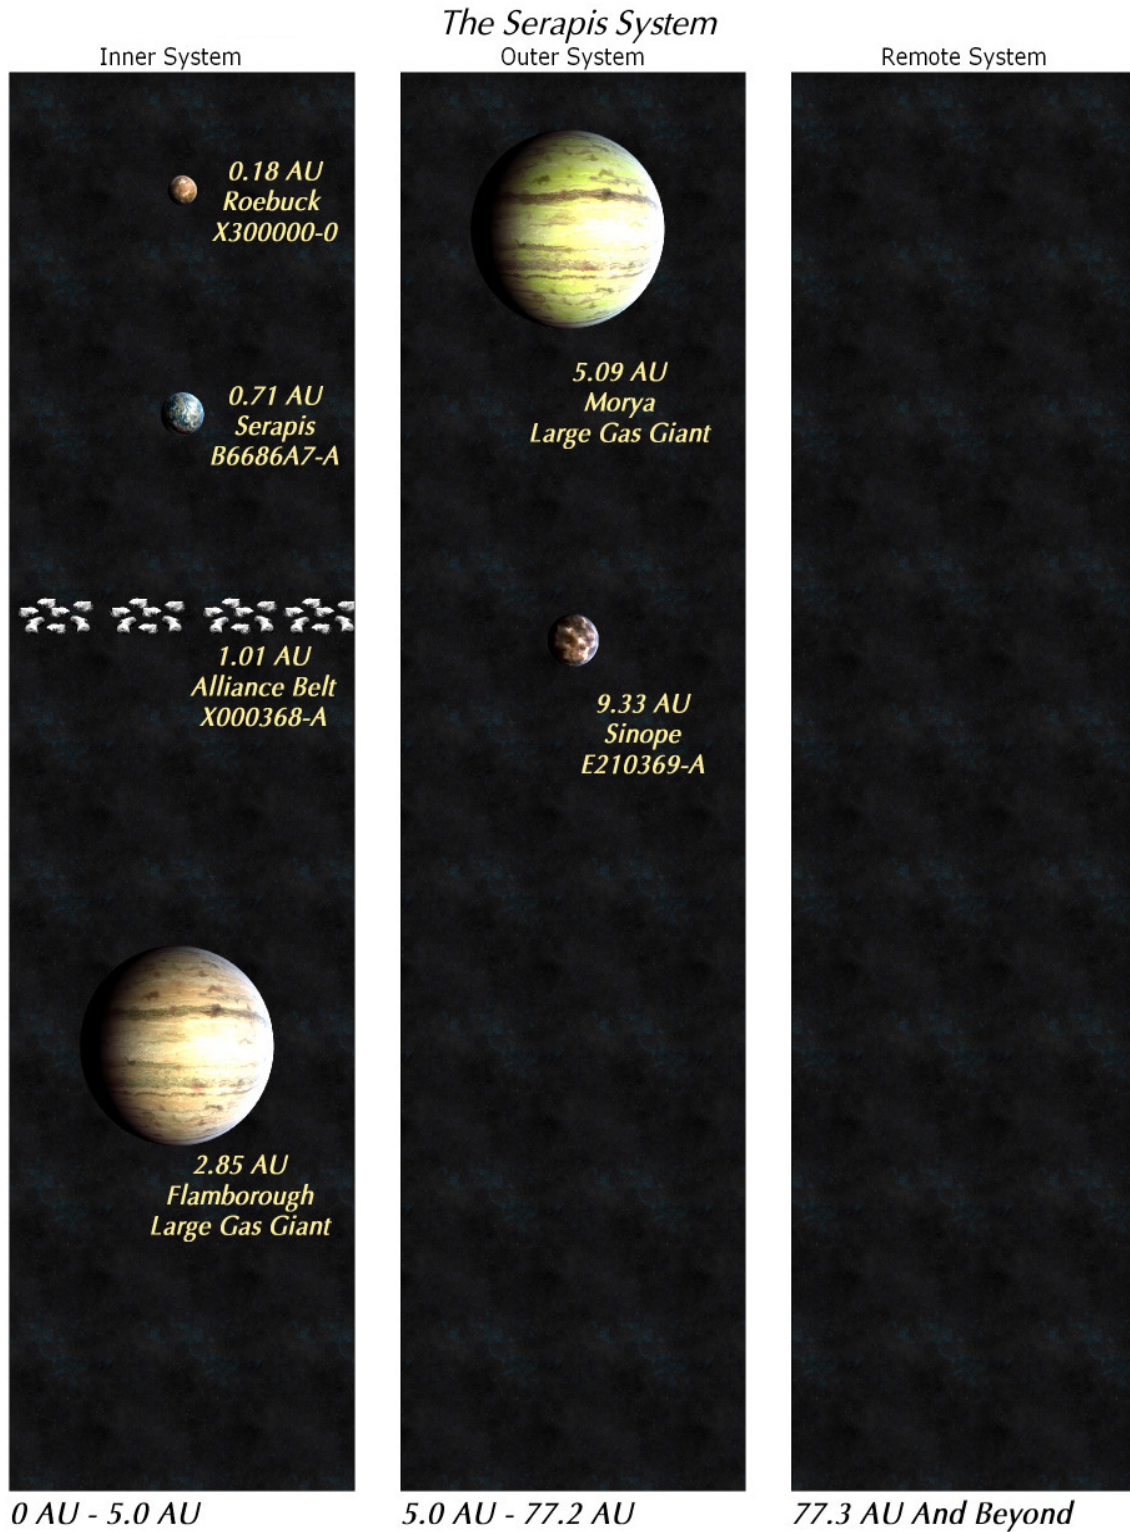 The Serapis System
Inner System
0.18 AU
Roebuck
X300000-0
0.71 AU
Serapis
B6686A7-A
1.01 AU
Alliance Belt
X000368-A
2.85 AU
Flamborough
Large Gas Giant
0 AU - 5.0 AU
Outer System
5.09 AU
Morya
Large Gas Giant
9.33 AU
Sinope
E210369-A
5.0 AU - 77.2 AU
Remote System
77.3 AU And Beyond